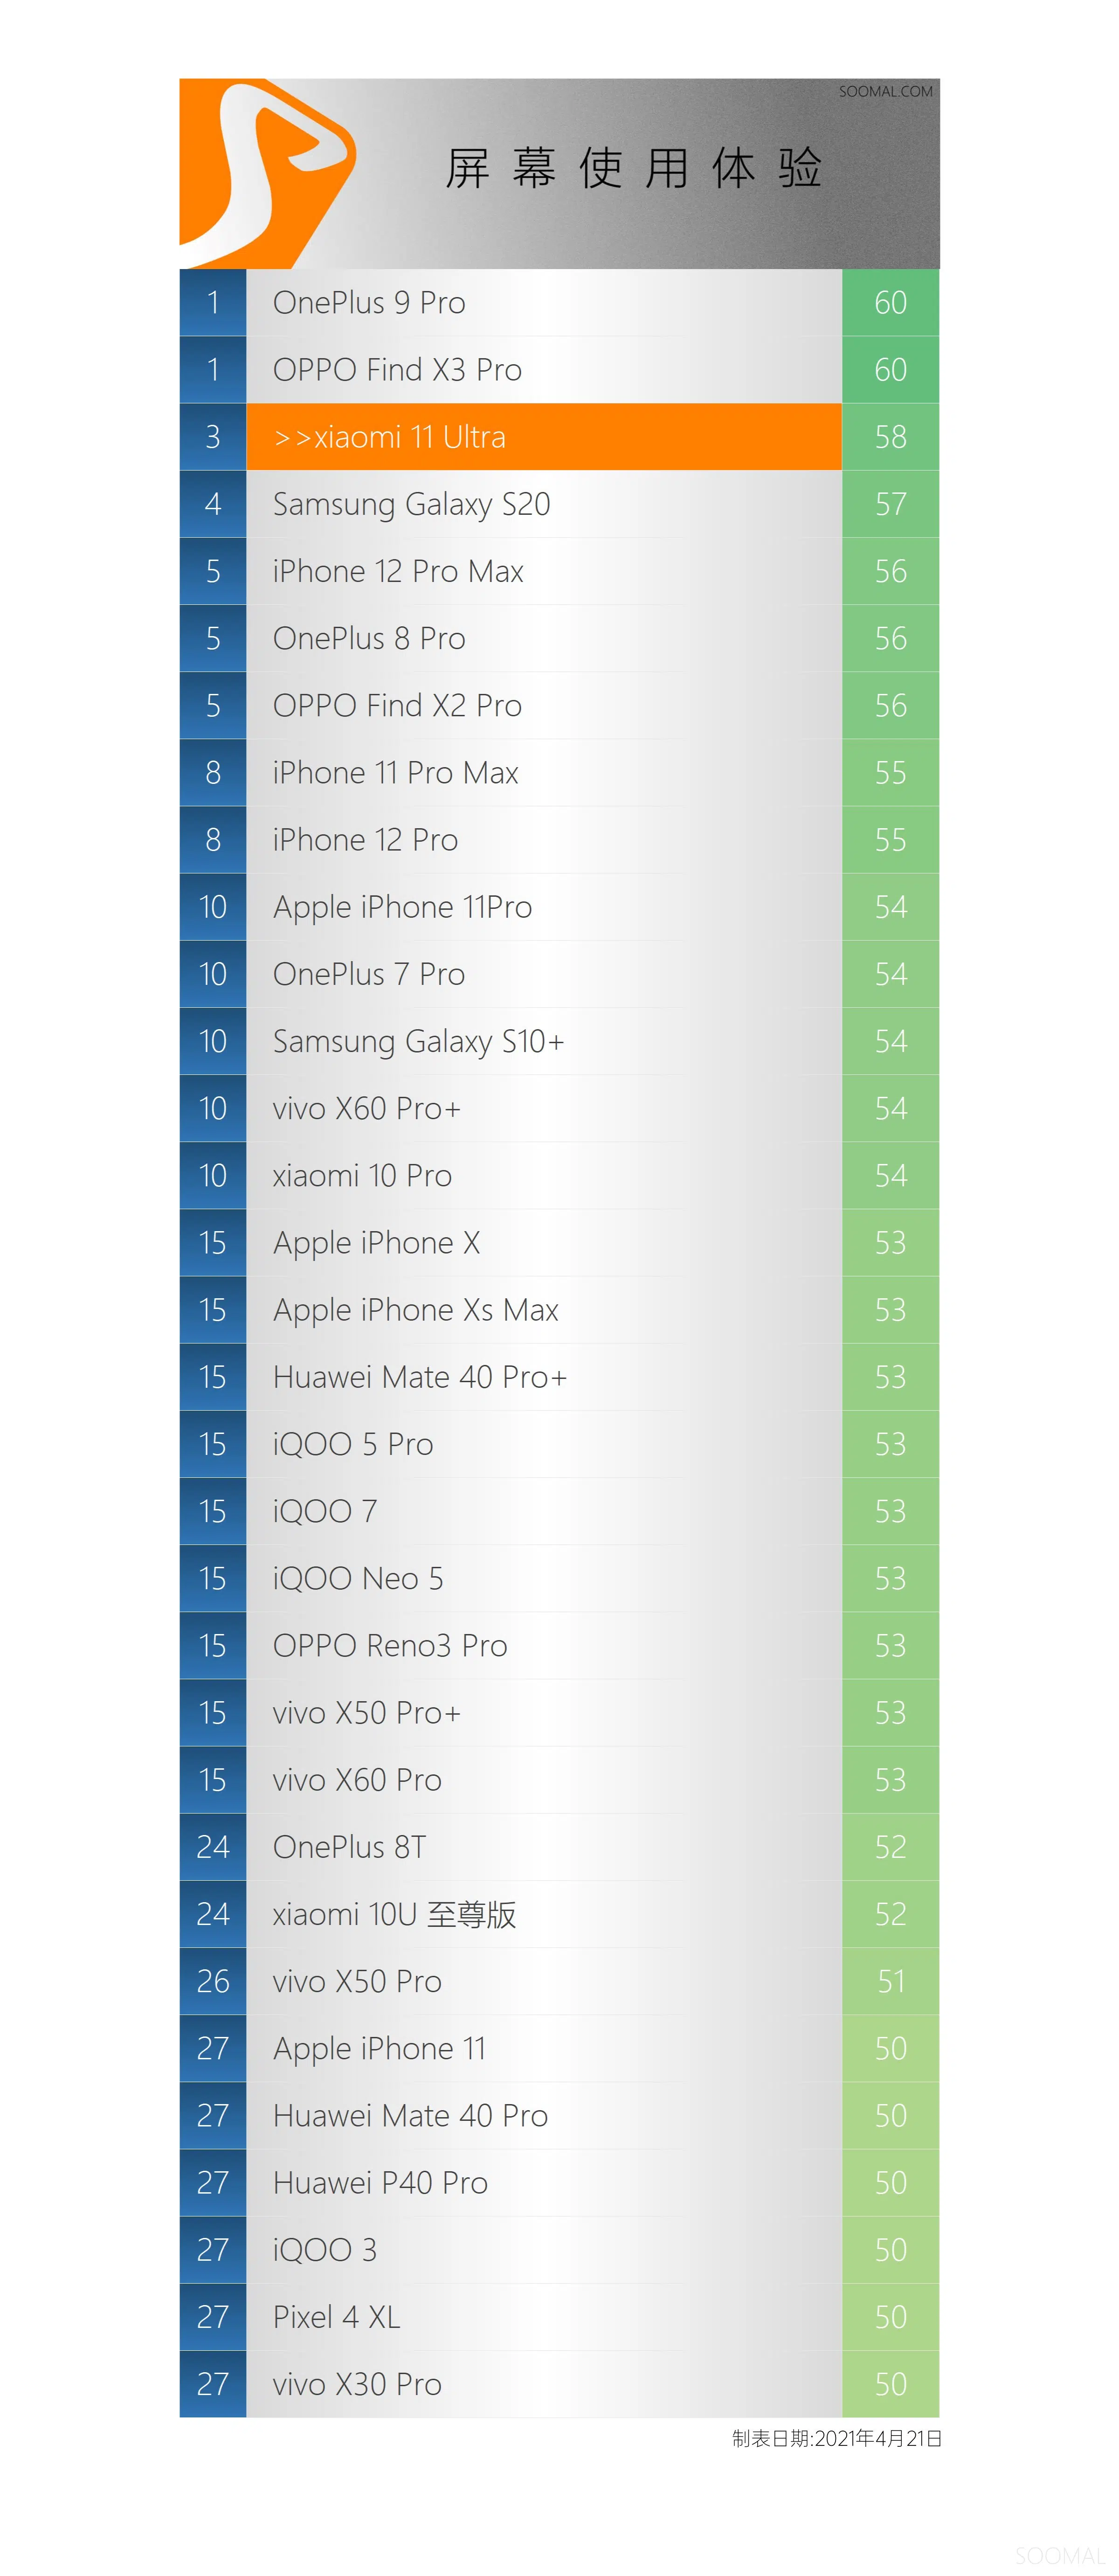 SOOMAL.COM
屏幕使用体验
1 OnePlus 9 Pro 60
1 OPPO Find X3 Pro 60
3 >>xiaomi 11 Ultra 58
4 Samsung Galaxy S20 57
5 iPhone 12 Pro Max 56
5 OnePlus 8 Pro 56
5 OPPO Find X2 Pro 56
8 iPhone 11 Pro Max 55
8 iPhone 12 Pro 55
10 Apple iPhone 11Pro 54
10 OnePlus 7 Pro 54
10 Samsung Galaxy S10+ 54
10 vivo X60 Pro+ 54
10 xiaomi 10 Pro 54
15 Apple iPhone X 53
15 Apple iPhone Xs Max 53
15 Huawei Mate 40 Pro+ 53
15 iQOO 5 Pro 53
15 iQOO 7 53
15 iQOO Neo 5 53
15 OPPO Reno3 Pro 53
15 vivo X50 Pro+ 53
15 vivo X60 Pro 53
24 OnePlus 8T 52
24 xiaomi 10U 至尊版 52
26 vivo X50 Pro 51
27 Apple iPhone 11 50
27 Huawei Mate 40 Pro 50
27 Huawei P40 Pro 50
27 iQOO 3 50
27 Pixel 4 XL 50
27 vivo X30 Pro 50
制表日期:2021年4月21日
SOOMAL